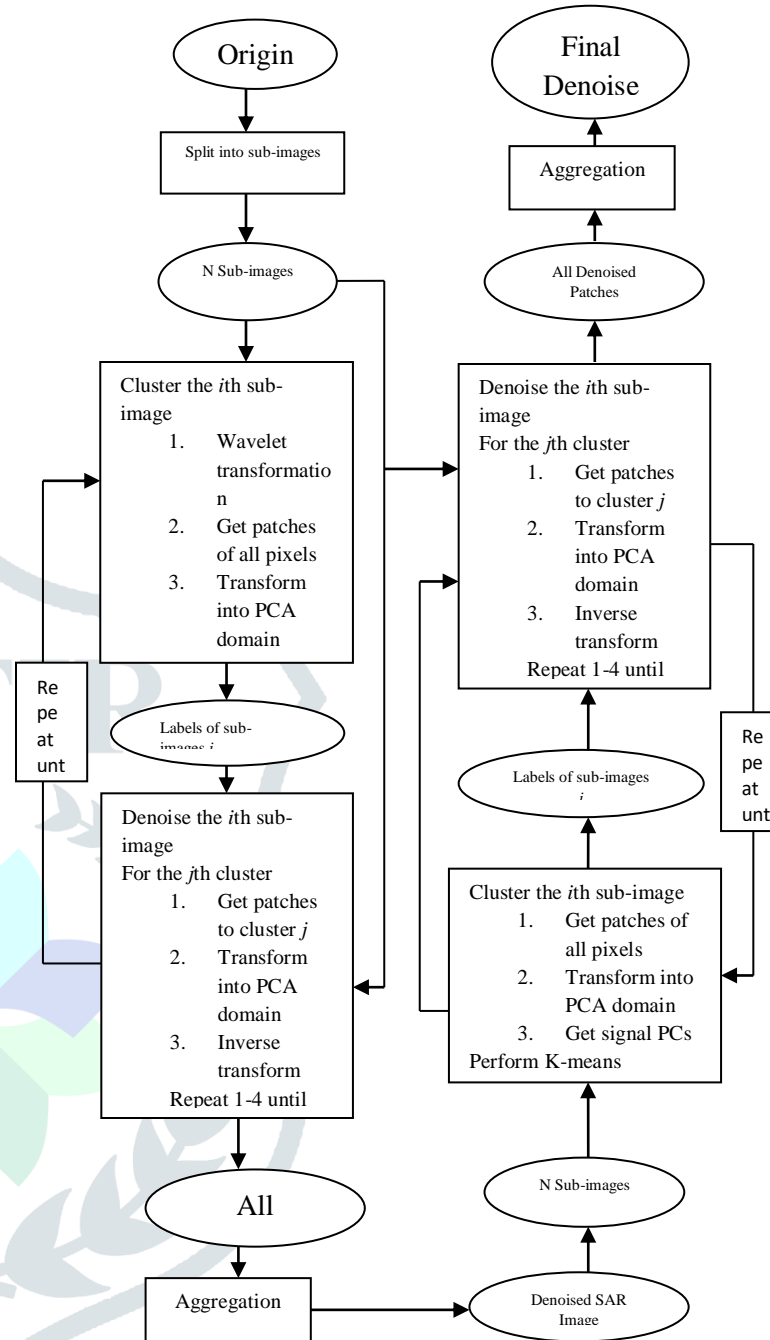 Origin
Split into sub-images
N Sub-images
Cluster the ith sub-
image
1. Wavelet
transformatio
n
2. Get patches
of all pixels
3. Transform
into PCA
domain
Re
pe
at
unt
Labels of sub-
images i
Denoise the ith sub-
image
For the jth cluster
1. Get patches
to cluster j
2. Transform
into PCA
domain
3. Inverse
transform
Repeat 1-4 until
All
Aggregation
Final
Denoise
Aggregation
All Denoised
Patches
Denoise the ith sub-
image
For the jth cluster
1. Get patches
to cluster j
2. Transform
into PCA
domain
3. Inverse
transform
Repeat 1-4 until
Re
pe
at
unt
Labels of sub-images
i
Cluster the ith sub-image
1. Get patches of
all pixels
2. Transform into
PCA domain
3. Get signal PCs
Perform K-means
N Sub-images
Denoised SAR
Image